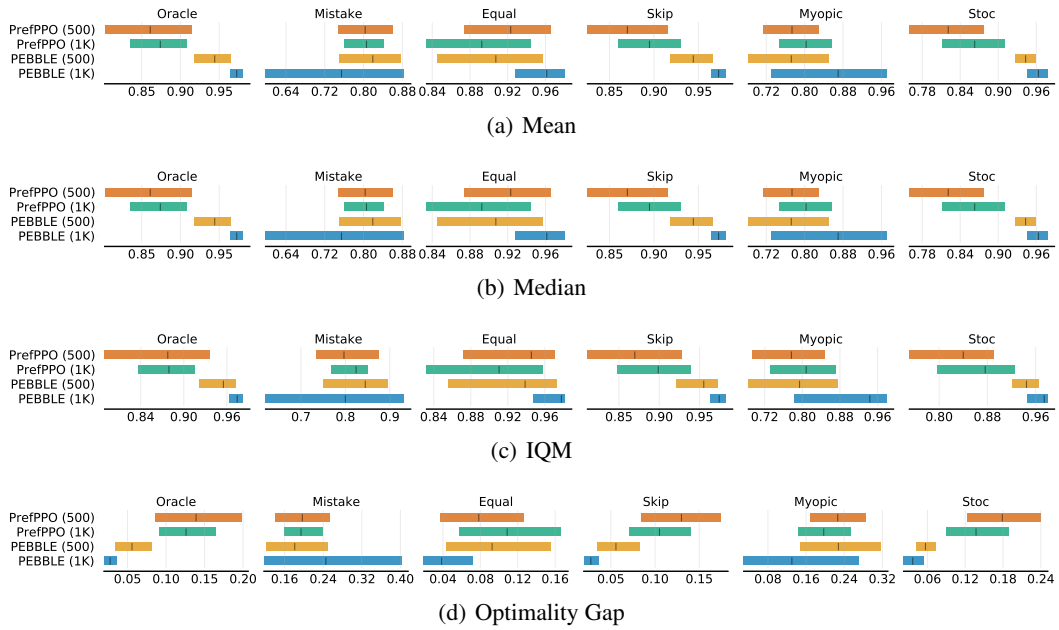 Oracle Mistake Equal Skip Myopic Stoc
PrefPPO (500)
PrefPPO (1K)
PEBBLE (500)
PEBBLE (1K)
0.85 0.90 0.95 0.64 0.72 0.80 0.88 0.84 0.88 0.92 0.96 0.85 0.90 0.95 0.72 0.80 0.88 0.96 0.78 0.84 0.90 0.96
(a) Mean
Oracle Mistake Equal Skip Myopic Stoc
PrefPPO (500)
PrefPPO (1K)
PEBBLE (500)
PEBBLE (1K)
0.85 0.90 0.95 0.64 0.72 0.80 0.88 0.84 0.88 0.92 0.96 0.85 0.90 0.95 0.72 0.80 0.88 0.96 0.78 0.84 0.90 0.96
(b) Median
Oracle Mistake Equal Skip Myopic Stoc
PrefPPO (500)
PrefPPO (1K)
PEBBLE (500)
PEBBLE (1K)
0.84 0.90 0.96 0.7 0.8 0.9 0.84 0.88 0.92 0.96 0.85 0.90 0.95 0.72 0.80 0.88 0.96 0.80 0.88 0.96
(c) IQM
Oracle Mistake Equal Skip Myopic Stoc
PrefPPO (500)
PrefPPO (1K)
PEBBLE (500)
PEBBLE (1K)
0.05 0.10 0.15 0.20 0.16 0.24 0.32 0.40 0.04 0.08 0.12 0.16 0.05 0.10 0.15 0.08 0.16 0.24 0.32 0.06 0.12 0.18 0.24
(d) Optimality Gap